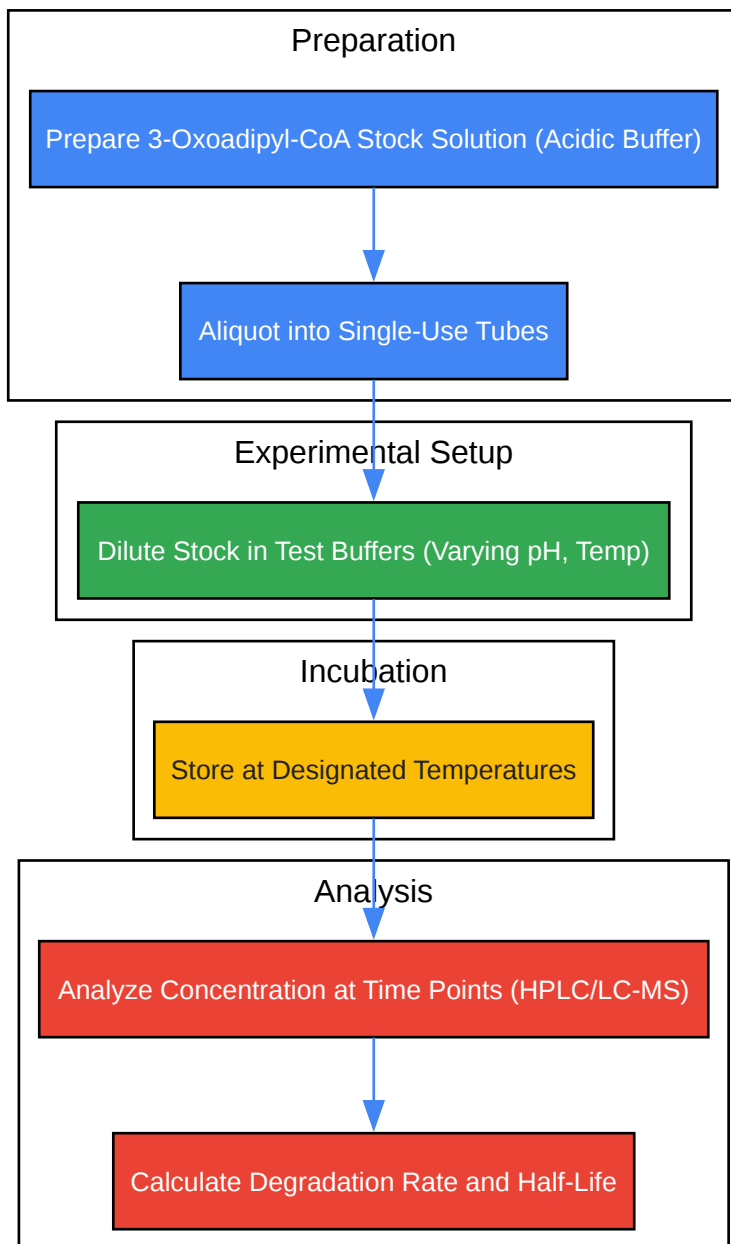 Preparation
Prepare 3-Oxoadipyl-CoA Stock Solution (Acidic Buffer)
Aliquot into Single-Use Tubes
Experimental Setup
Dilute Stock in Test Buffers (Varying pH, Temp)
Incubation
Store at Designated Temperatures
Analysis
Analyze Concentration at Time Points (HPLC/LC-MS)
Calculate Degradation Rate and Half-Life